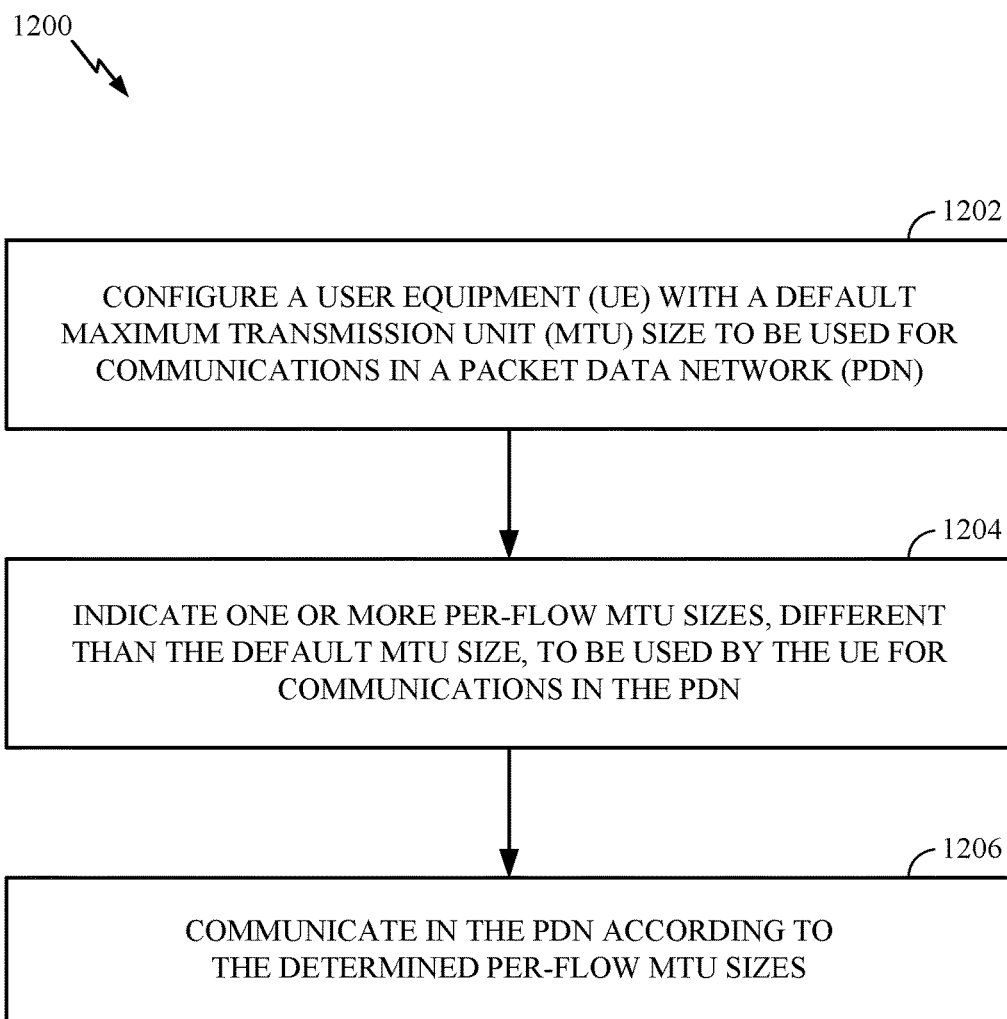 1200
1202
CONFIGURE A USER EQUIPMENT (UE) WITH A DEFAULT
MAXIMUM TRANSMISSION UNIT (MTU) SIZE TO BE USED FOR
COMMUNICATIONS IN A PACKET DATA NETWORK (PDN)
1204
INDICATE ONE OR MORE PER-FLOW MTU SIZES, DIFFERENT
THAN THE DEFAULT MTU SIZE, TO BE USED BY THE UE FOR
COMMUNICATIONS IN THE PDN
1206
COMMUNICATE IN THE PDN ACCORDING TO
THE DETERMINED PER-FLOW MTU SIZES